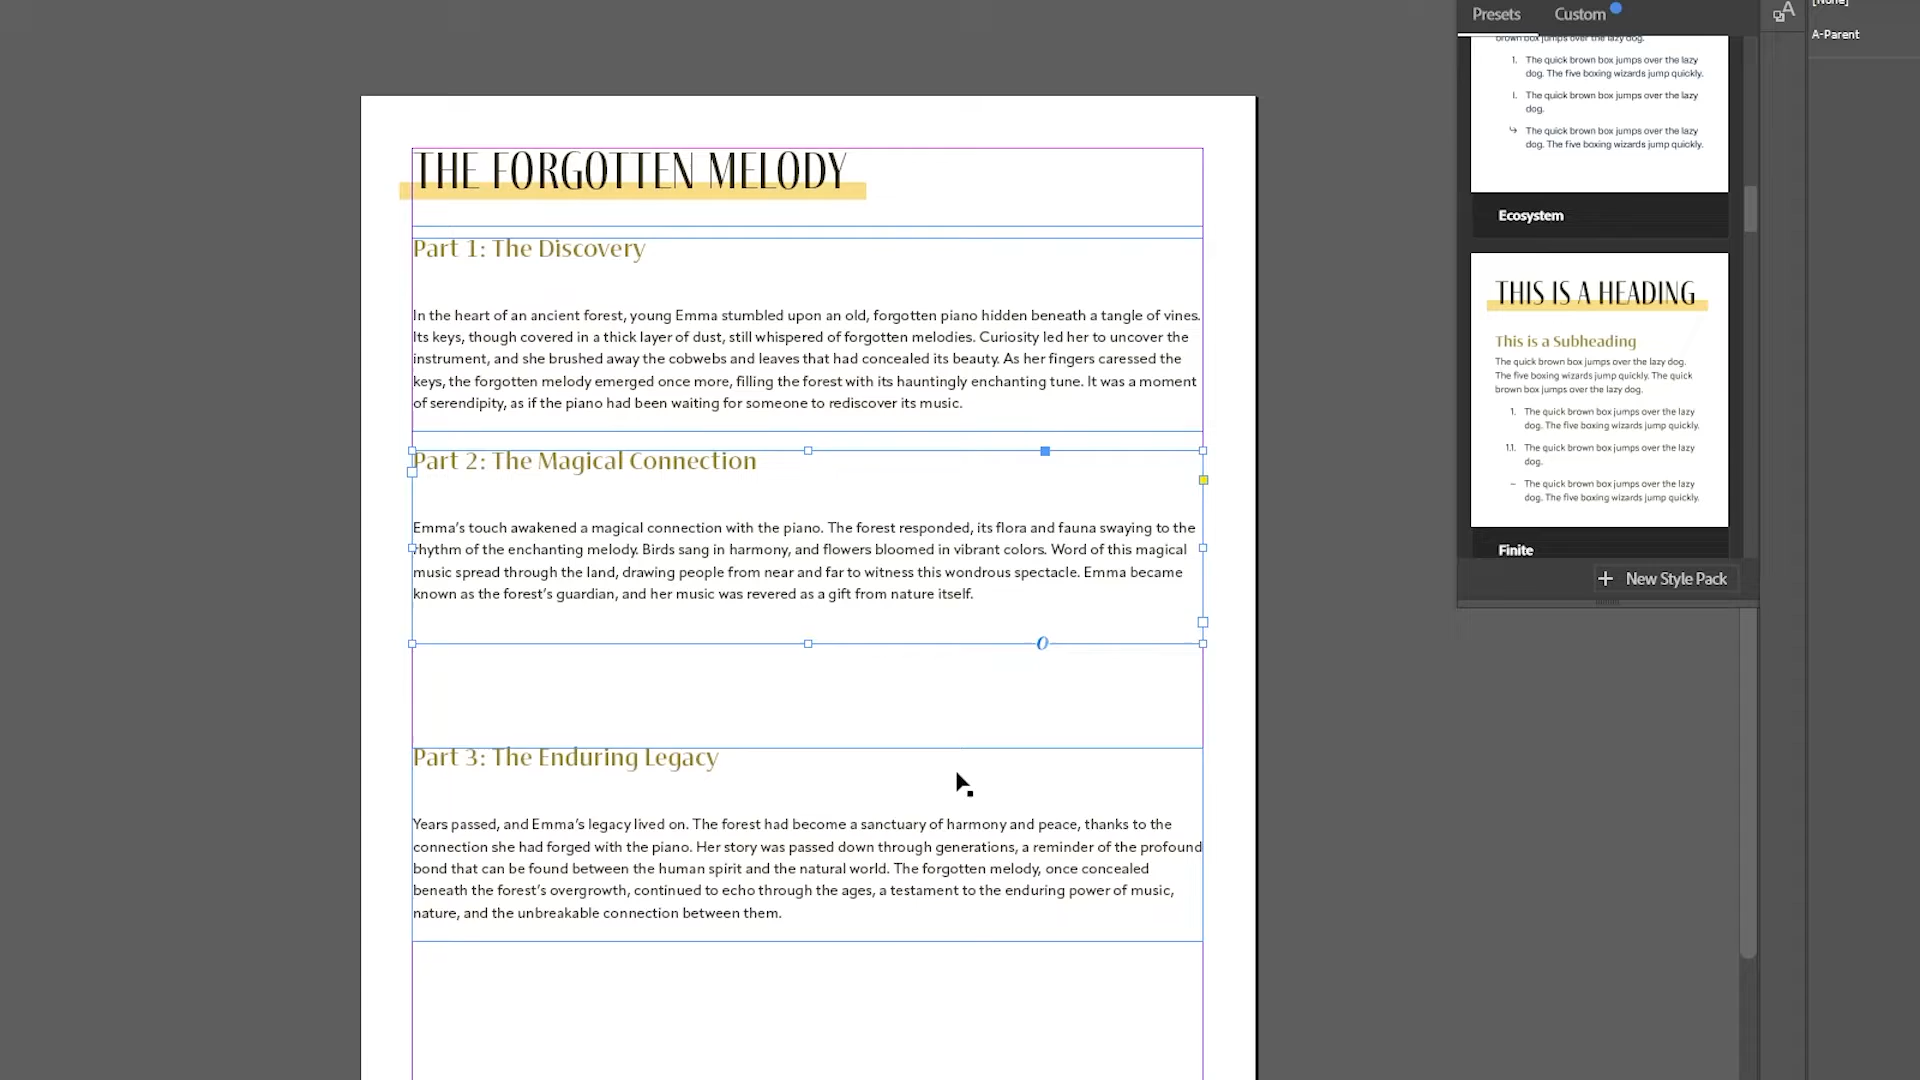 Presets
Custom
[None]
A-Parent
THE FORGOTTEN MELODY
Part 1: The Discovery
In the heart of an ancient forest, young Emma stumbled upon an old, forgotten piano hidden beneath a tangle of vines.
Its keys, though covered in a thick layer of dust, still whispered of forgotten melodies. Curiosity led her to uncover the
instrument, and she brushed away the cobwebs and leaves that had concealed its beauty. As her fingers caressed the
keys, the forgotten melody emerged once more, filling the forest with its hauntingly enchanting tune. It was a moment
of serendipity, as if the piano had been waiting for someone to rediscover its music.
Part 2: The Magical Connection
Emma’s touch awakened a magical connection with the piano. The forest responded, its flora and fauna swaying to the
rhythm of the enchanting melody. Birds sang in harmony, and flowers bloomed in vibrant colors. Word of this magical
music spread through the land, drawing people from near and far to witness this wondrous spectacle. Emma became
known as the forest’s guardian, and her music was revered as a gift from nature itself.
Part 3: The Enduring Legacy
Years passed, and Emma’s legacy lived on. The forest had become a sanctuary of harmony and peace, thanks to the
connection she had forged with the piano. Her story was passed down through generations, a reminder of the profound
bond that can be found between the human spirit and the natural world. The forgotten melody, once concealed
beneath the forest’s overgrowth, continued to echo through the ages, a testament to the enduring power of music,
nature, and the unbreakable connection between them.
brown box jumps over the lazy dog.
1. The quick brown box jumps over the lazy
dog. The five boxing wizards jump quickly.
I. The quick brown box jumps over the lazy
dog.
The quick brown box jumps over the lazy
dog. The five boxing wizards jump quickly.
Ecosystem
THIS IS A HEADING
This is a Subheading
The quick brown box jumps over the lazy dog.
The five boxing wizards jump quickly. The quick
brown box jumps over the lazy dog.
1. The quick brown box jumps over the lazy
dog. The five boxing wizards jump quickly.
1.1. The quick brown box jumps over the lazy
dog.
– The quick brown box jumps over the lazy
dog. The five boxing wizards jump quickly.
Finite
+ New Style Pack